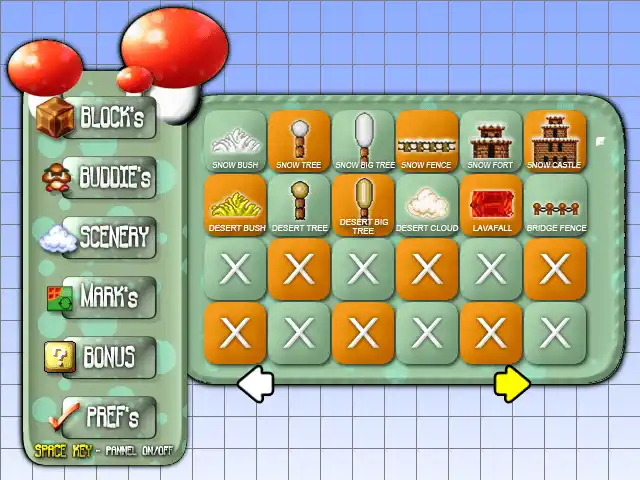 BLOCK's
BUDDIE's
SCENERY
MARK's
BONUS
PREF's
SPACE KEY - PANNEL ON/OFF
SNOW BUSH
SNOW TREE
SNOW BIG TREE
SNOW FENCE
SNOW FORT
SNOW CASTLE
DESERT BUSH
DESERT TREE
DESERT BIG
TREE
DESERT CLOUD
LAVAFALL
BRIDGE FENCE
X X X X X X
X X X X X X